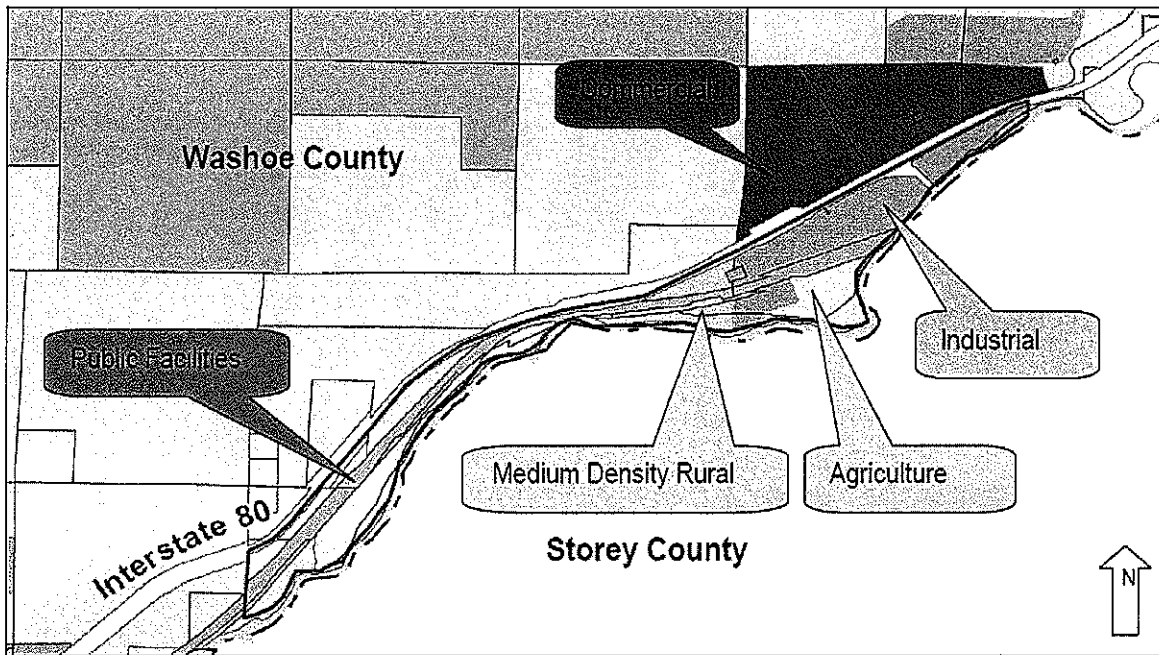 Commercial
Washoe County
Industrial
Public Facilities
Medium Density Rural
Agriculture
Interstate 80
Storey County
N